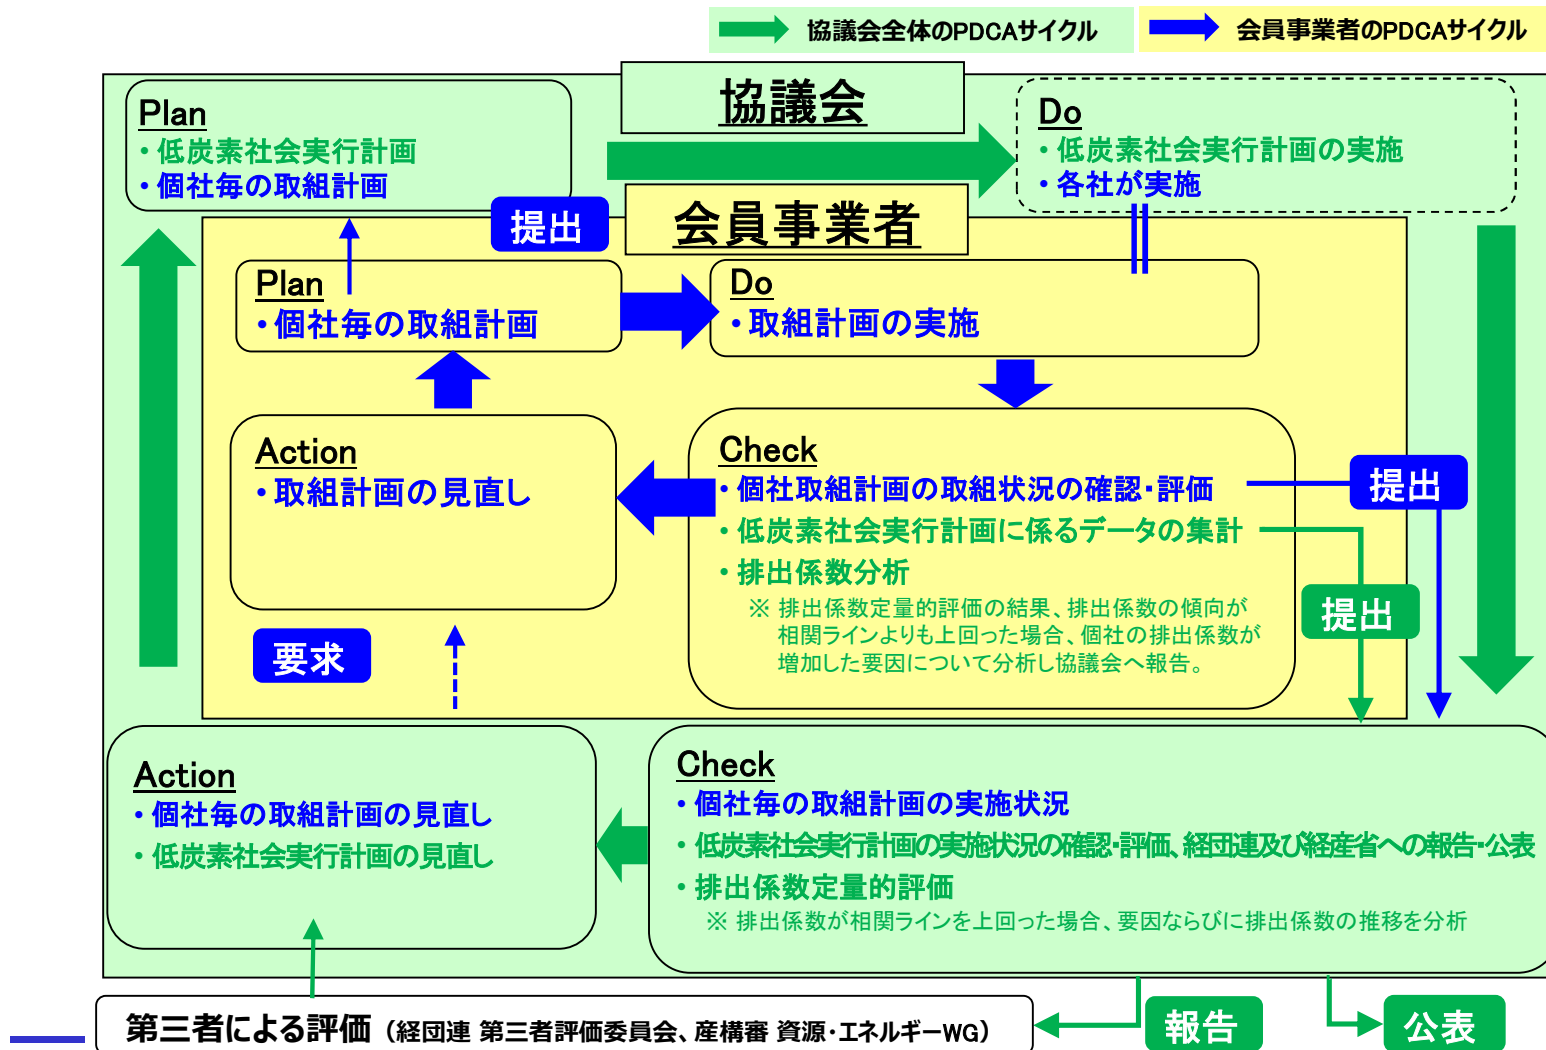 協議会全体のPDCAサイクル
会員事業者のPDCAサイクル
協議会
Plan
・低炭素社会実行計画
・個社毎の取組計画
Do
・低炭素社会実行計画の実施
・各社が実施
提出
会員事業者
Plan
・個社毎の取組計画
Do
・取組計画の実施
Action
・取組計画の見直し
Check
・個社取組計画の取組状況の確認・評価
・低炭素社会実行計画に係るデータの集計
・排出係数分析
※ 排出係数定量的評価の結果、排出係数の傾向が
相関ラインよりも上回った場合、個社の排出係数が
増加した要因について分析し協議会へ報告。
提出
提出
要求
Action
・個社毎の取組計画の見直し
・低炭素社会実行計画の見直し
Check
・個社毎の取組計画の実施状況
・低炭素社会実行計画の実施状況の確認・評価、経団連及び経産省への報告・公表
・排出係数定量的評価
※ 排出係数が相関ラインを上回った場合、要因ならびに排出係数の推移を分析
第三者による評価（経団連 第三者評価委員会、産構審 資源・エネルギーWG）
報告
公表